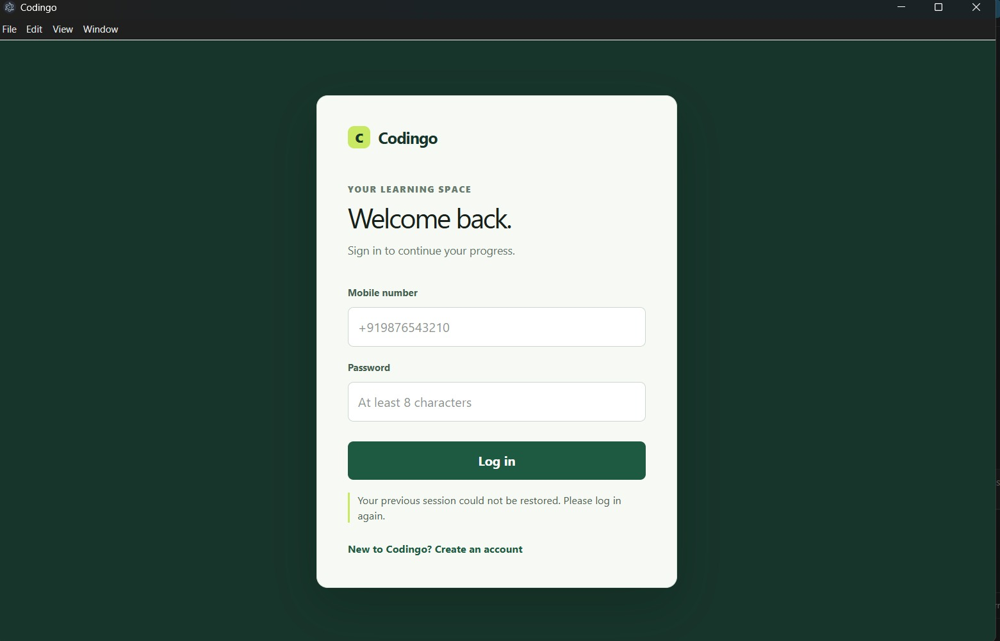 Codingo
File Edit View Window
C Codingo
YOUR LEARNING SPACE
Welcome back.
Sign in to continue your progress.
Mobile number
+919876543210
Password
At least 8 characters
Log in
Your previous session could not be restored. Please log in
again.
New to Codingo? Create an account